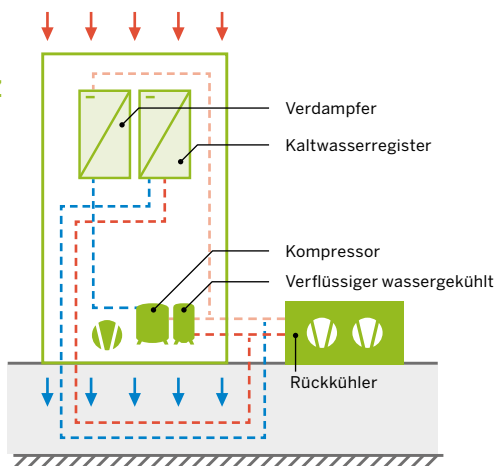 Verdampfer
Kaltwasserregister
Kompressor
Verflüssiger wassergekühlt
Rückkühler